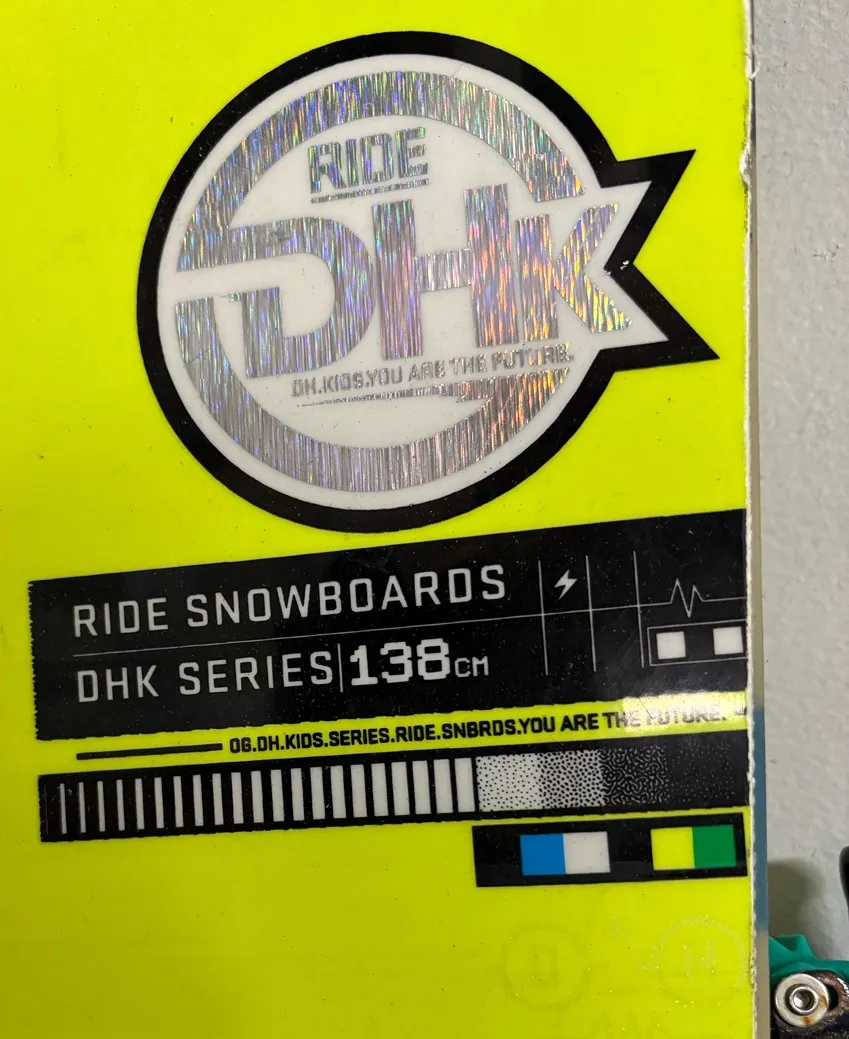 RIDE
DHK
DH.KIDS.YOU ARE THE FUTURE.
RIDE SNOWBOARDS
DHK SERIES|138CM
OG.DH.KIDS.SERIES.RIDE.SNBRDS.YOU ARE THE FUTURE.